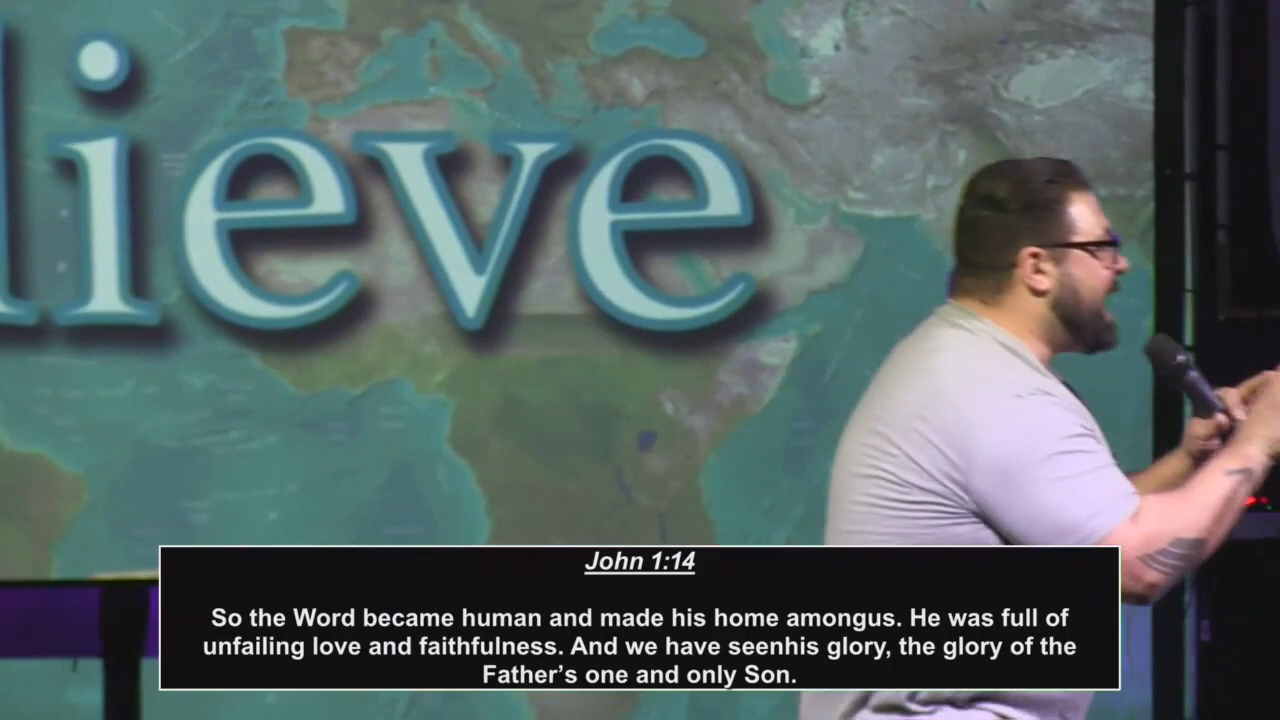 lieve
John 1:14
So the Word became human and made his home amongus. He was full of
unfailing love and faithfulness. And we have seenhis glory, the glory of the
Father’s one and only Son.